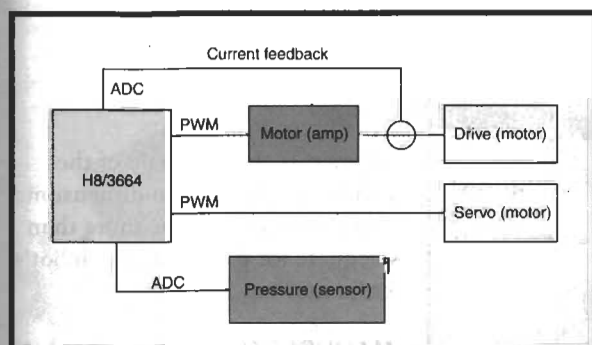 Current feedback
ADC
PWM
Motor (amp)
Drive (motor)
H8/3664
PWM
Servo (motor)
ADC
Pressure (sensor)